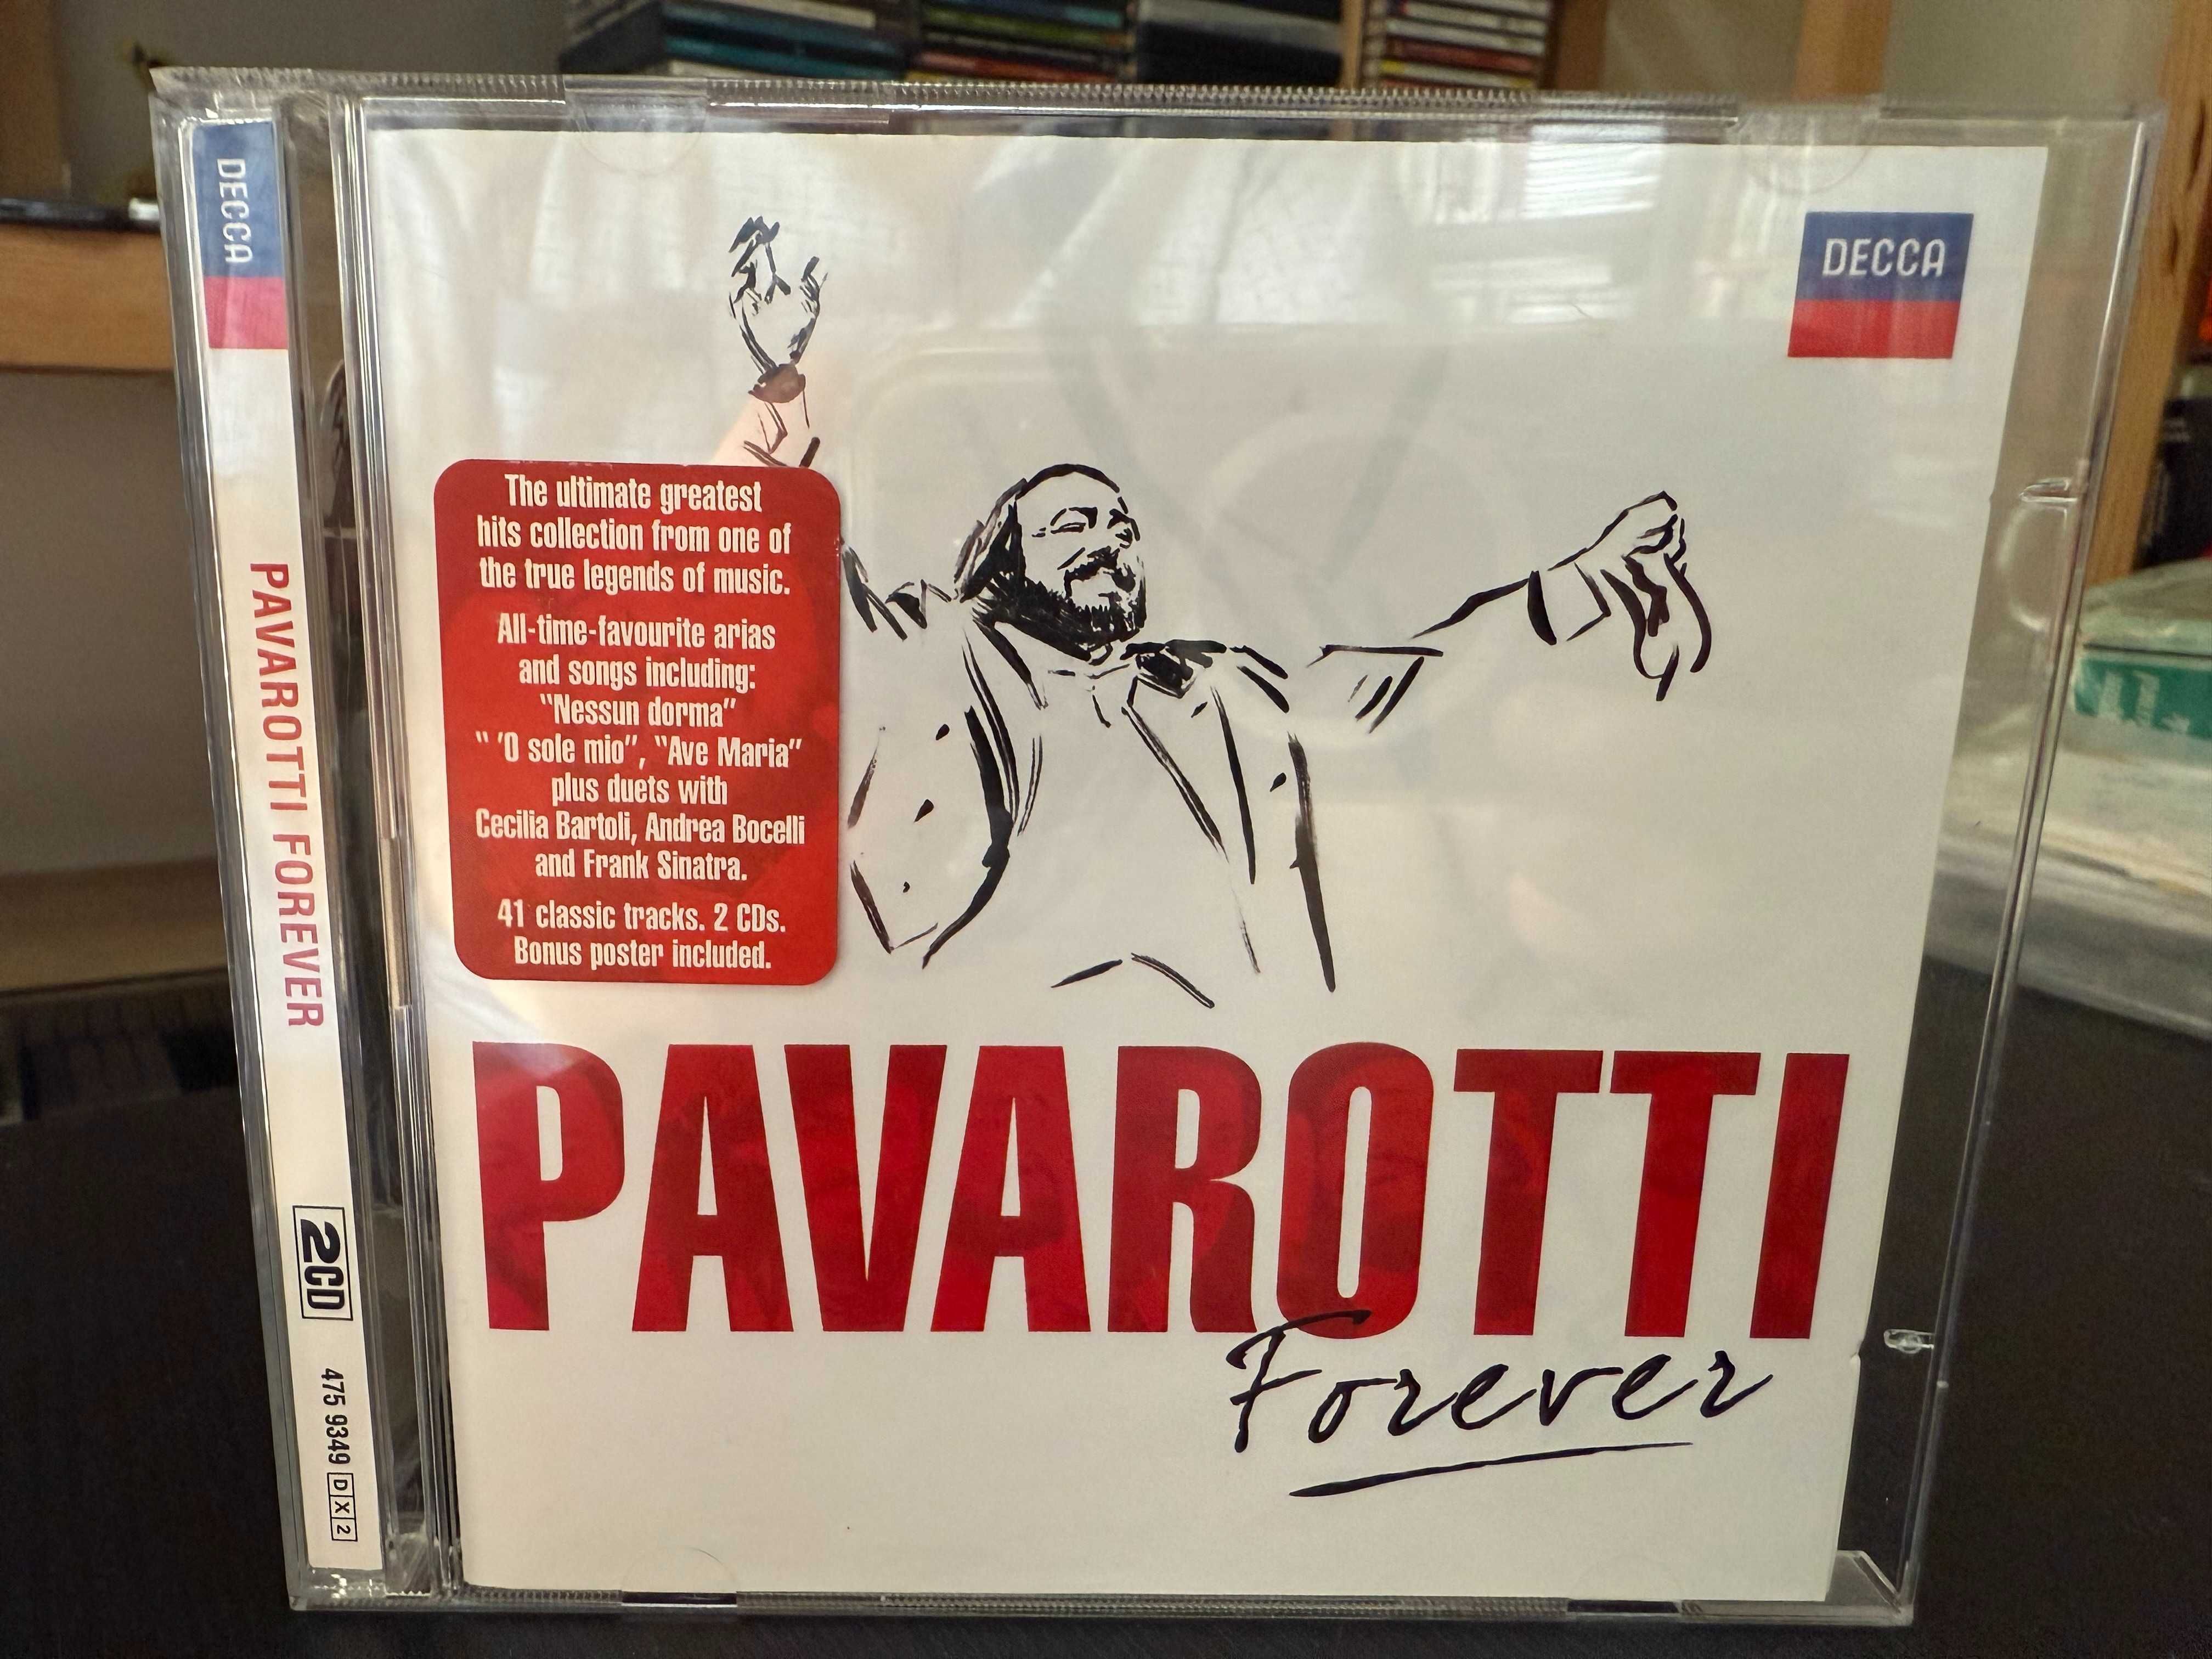 DECCA
PAVAROTTI FOREVER
2CD
475 9349 DX2
DECCA
The ultimate greatest
hits collection from one of
the true legends of music.
All-time-favourite arias
and songs including:
“Nessun dorma”
“ ’O sole mio”, “Ave Maria”
plus duets with
Cecilia Bartoli, Andrea Bocelli
and Frank Sinatra.
41 classic tracks. 2 CDs.
Bonus poster included.
PAVAROTTI
Forever